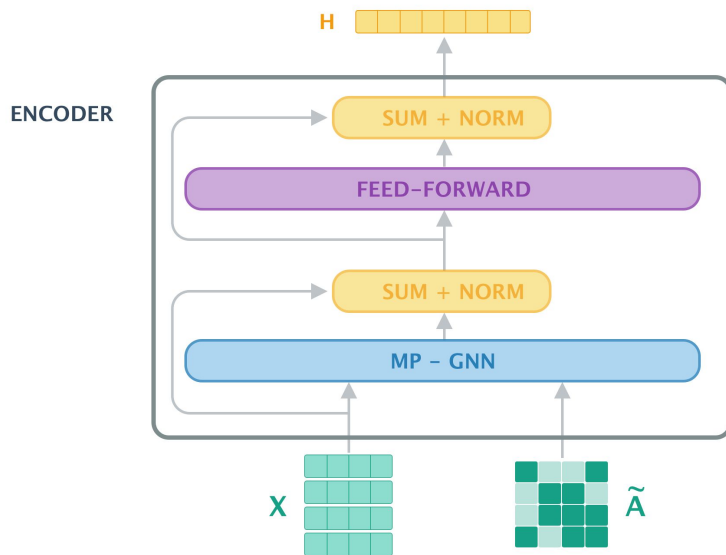 H
ENCODER
SUM + NORM
FEED-FORWARD
SUM + NORM
MP - GNN
X
Ã